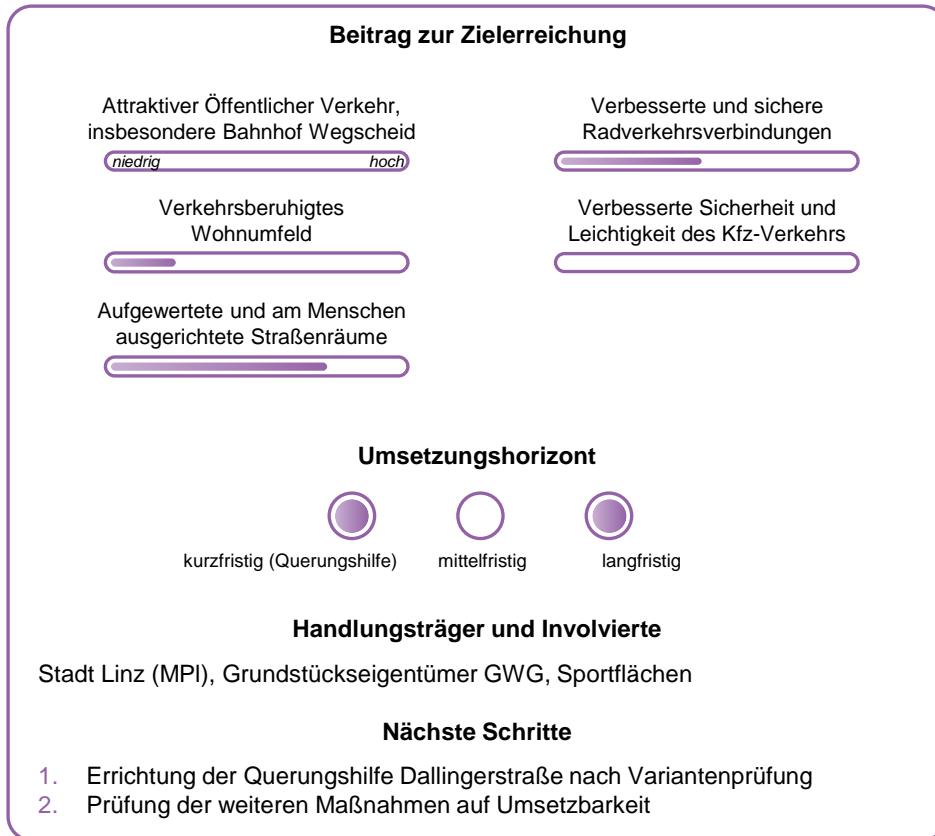 Beitrag zur Zielerreichung
Attraktiver Öffentlicher Verkehr,
insbesondere Bahnhof Wegscheid
niedrig hoch
Verbesserte und sichere
Radverkehrsverbindungen
Verkehrsberuhigtes
Wohnumfeld
Verbesserte Sicherheit und
Leichtigkeit des Kfz-Verkehrs
Aufgewertete und am Menschen
ausgerichtete Straßenräume
Umsetzungshorizont
kurzfristig (Querungshilfe) mittelfristig langfristig
Handlungsträger und Involvierte
Stadt Linz (MPI), Grundstückseigentümer GWG, Sportflächen
Nächste Schritte
1. Errichtung der Querungshilfe Dallingerstraße nach Variantenprüfung
2. Prüfung der weiteren Maßnahmen auf Umsetzbarkeit